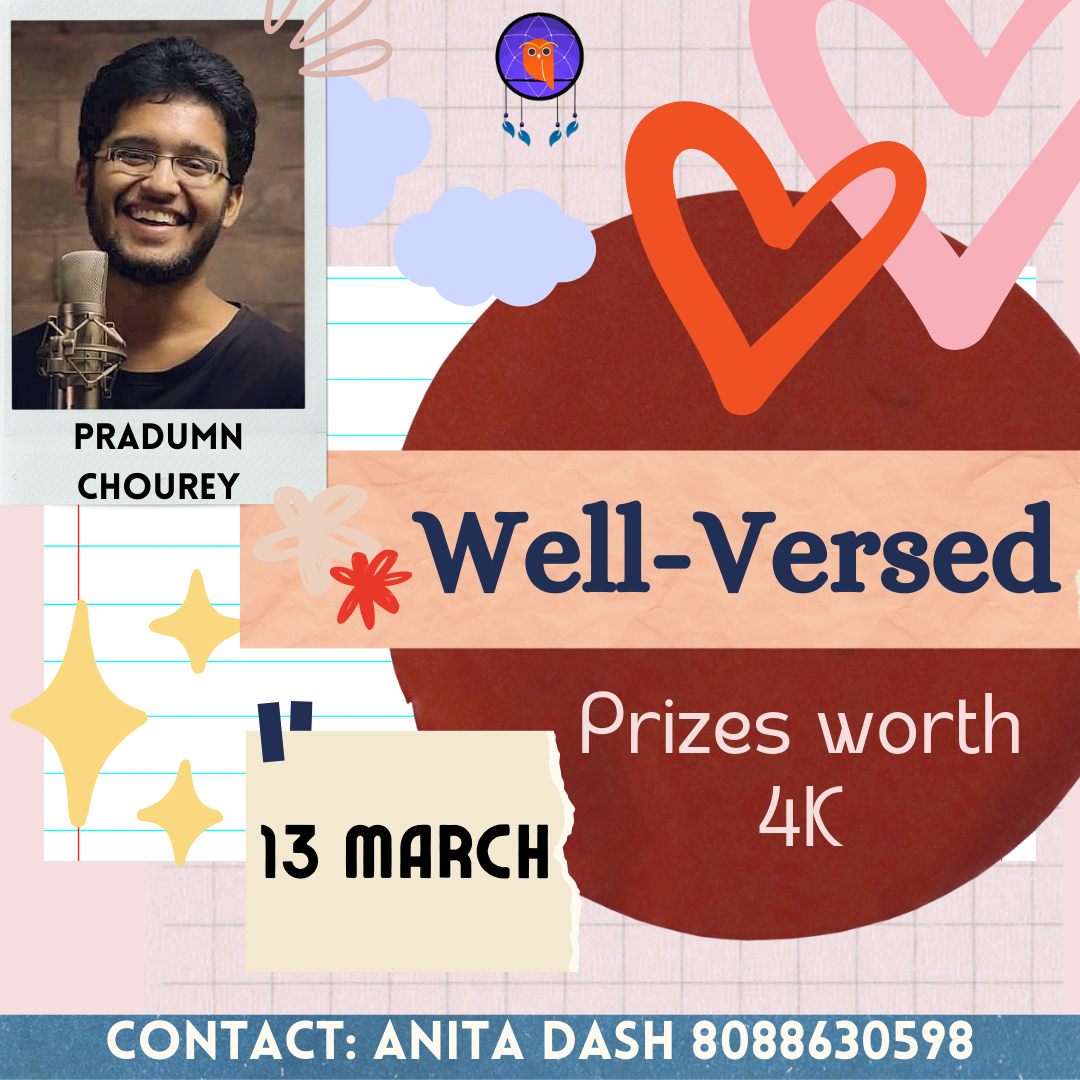 PRADUMN
CHOUREY
Well-Versed
Prizes worth
4K
13 MARCH
CONTACT: ANITA DASH 8088630598